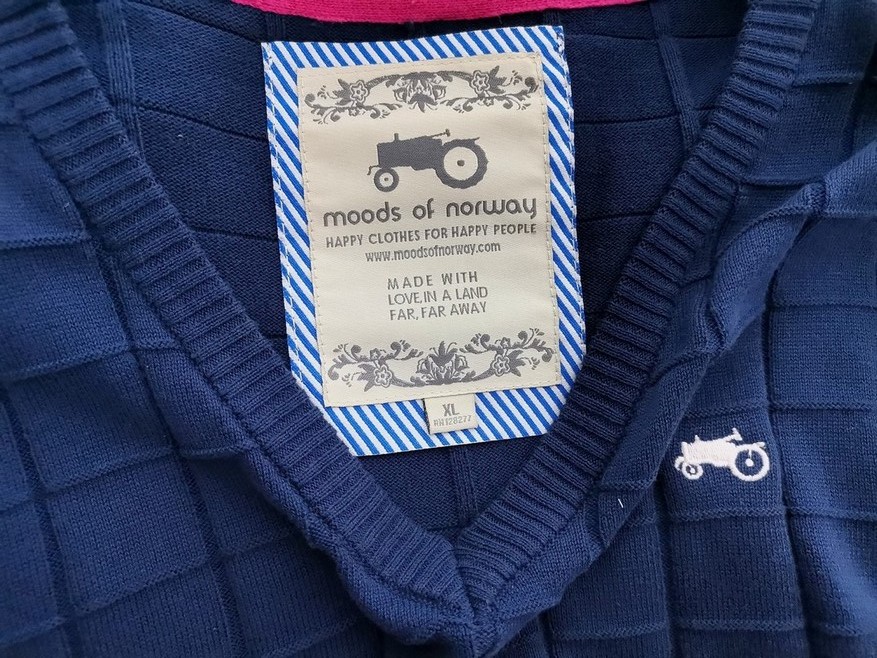 moods of norway
HAPPY CLOTHES FOR HAPPY PEOPLE
www.moodsofnorway.com
MADE WITH
LOVE, IN A LAND
FAR, FAR AWAY
XL
RN128277